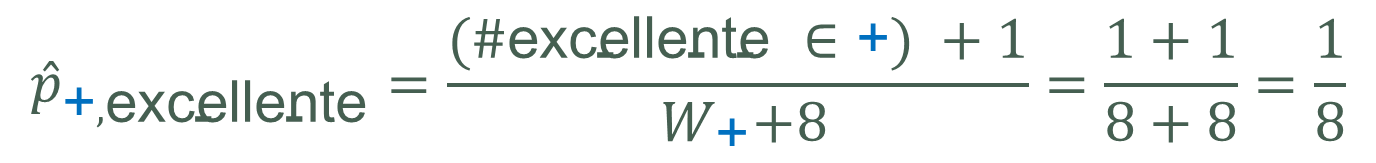 p̂₊,excellente = ((#excellente ∈ +) + 1) / (W₊+8) = (1 + 1) / (8 + 8) = 1 / 8